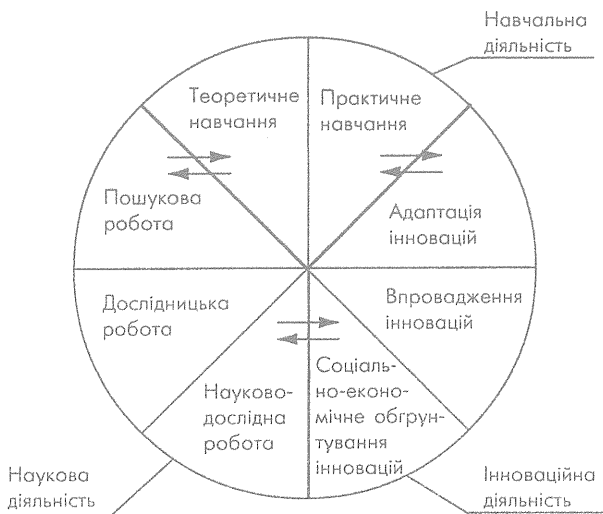 Навчальна
діяльність
Теоретичне
навчання
Практичне
навчання
Пошукова
робота
Адаптація
інновацій
Дослідницька
робота
Впровадження
інновацій
Науково-
дослідна
робота
Соціаль-
но-еконо-
мічне обгрун-
тування
інновацій
Наукова
діяльність
Інноваційна
діяльність